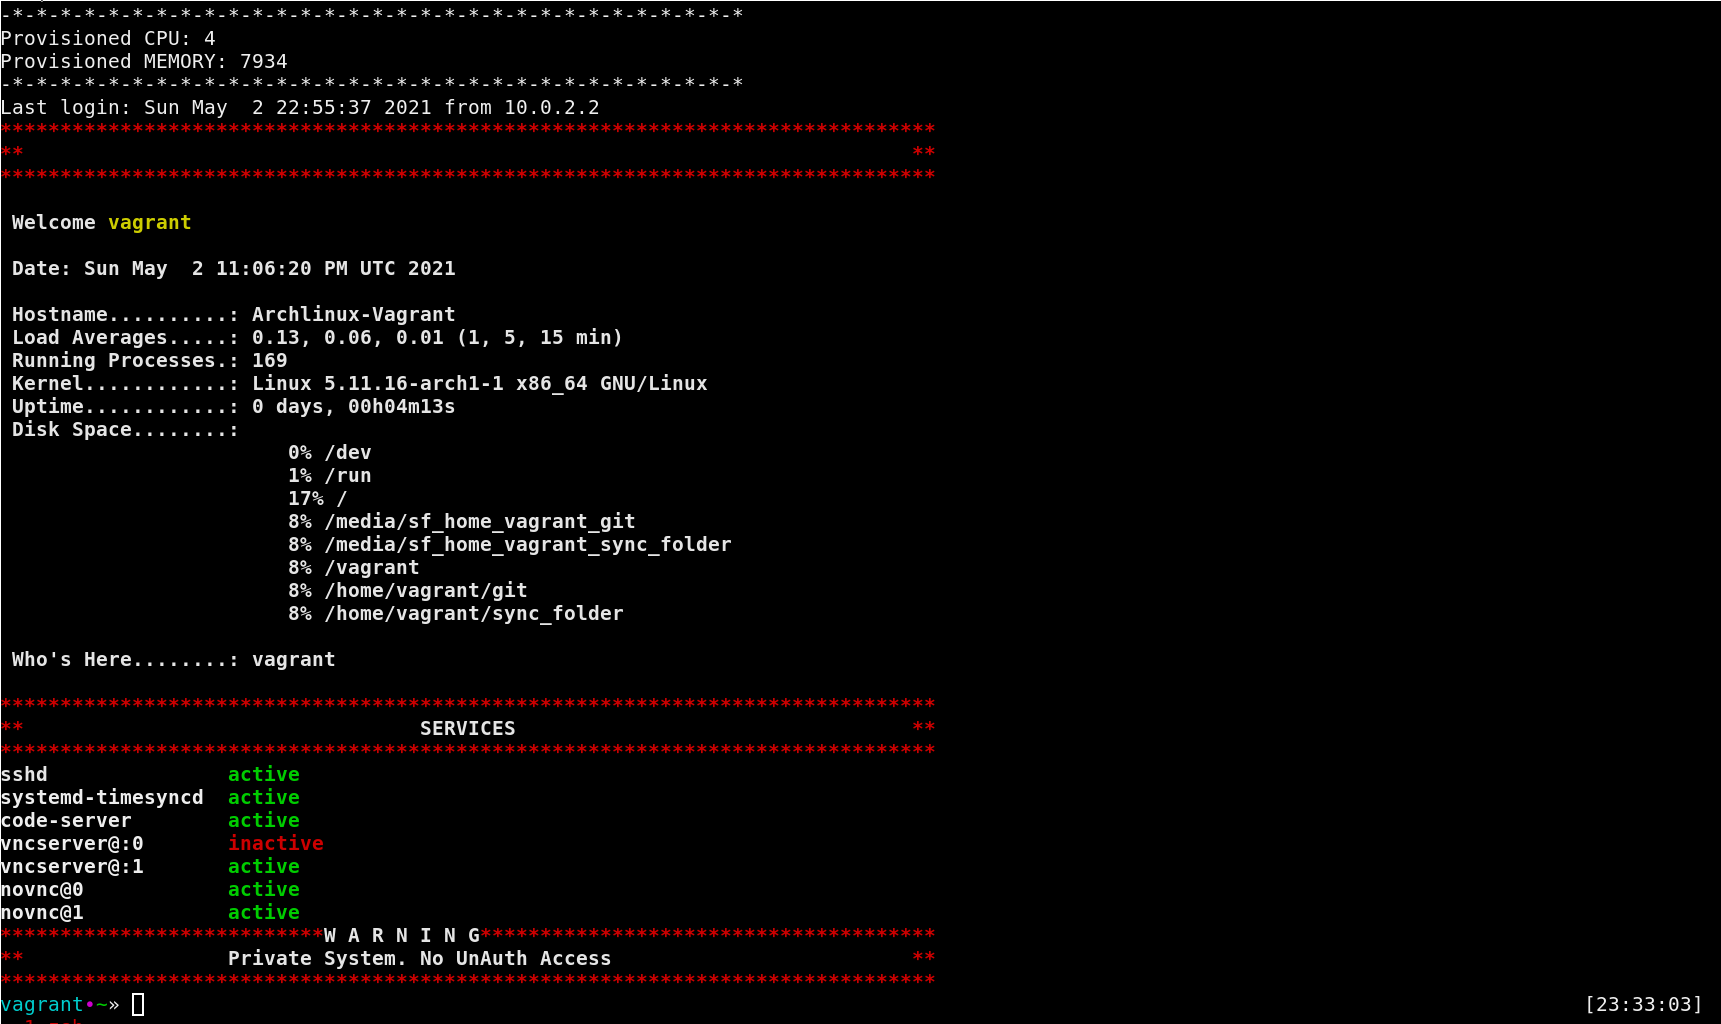 -*-*-*-*-*-*-*-*-*-*-*-*-*-*-*-*-*-*-*-*-*-*-*-*-*-*-*-*-*-*-*
Provisioned CPU: 4
Provisioned MEMORY: 7934
-*-*-*-*-*-*-*-*-*-*-*-*-*-*-*-*-*-*-*-*-*-*-*-*-*-*-*-*-*-*-*
Last login: Sun May  2 22:55:37 2021 from 10.0.2.2
******************************************************************************
**                                                                          **
******************************************************************************
 Welcome vagrant
 Date: Sun May  2 11:06:20 PM UTC 2021
 Hostname..........: Archlinux-Vagrant
 Load Averages.....: 0.13, 0.06, 0.01 (1, 5, 15 min)
 Running Processes.: 169
 Kernel............: Linux 5.11.16-arch1-1 x86_64 GNU/Linux
 Uptime............: 0 days, 00h04m13s
 Disk Space........:
                        0% /dev
                        1% /run
                        17% /
                        8% /media/sf_home_vagrant_git
                        8% /media/sf_home_vagrant_sync_folder
                        8% /vagrant
                        8% /home/vagrant/git
                        8% /home/vagrant/sync_folder
 Who's Here........: vagrant
******************************************************************************
**                                 SERVICES                                 **
******************************************************************************
sshd               active
systemd-timesyncd  active
code-server        active
vncserver@:0       inactive
vncserver@:1       active
novnc@0            active
novnc@1            active
***************************W A R N I N G**************************************
**                 Private System. No UnAuth Access                         **
******************************************************************************
vagrant•~» [23:33:03]